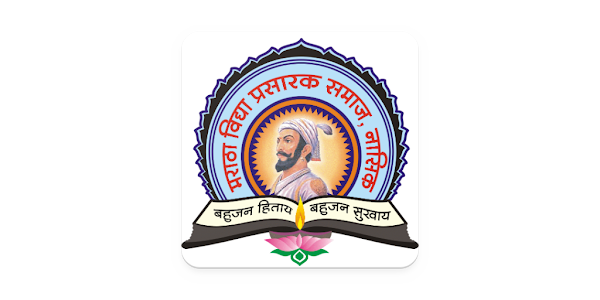 मराठा विद्या प्रसारक समाज, नासिक
बहुजन हिताय बहुजन सुखाय